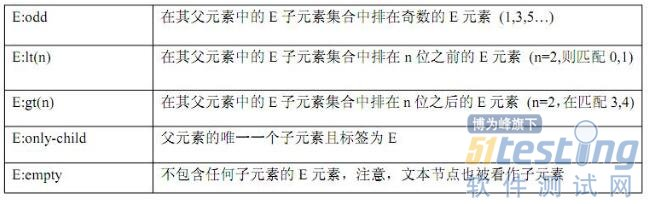 E:odd 在其父元素中的 E 子元素集合中排在奇数的 E 元素 (1,3,5…)
E:lt(n) 在其父元素中的 E 子元素集合中排在 n 位之前的 E 元素 (n=2,则匹配 0,1)
E:gt(n) 在其父元素中的 E 子元素集合中排在 n 位之后的 E 元素 (n=2,在匹配 3,4)
博为峰旗下
E:only-child 父元素的唯一一个子元素且标签为 E
51testing
E:empty 不包含任何子元素的 E 元素，注意，文本节点也被看作子元素
软件测试网